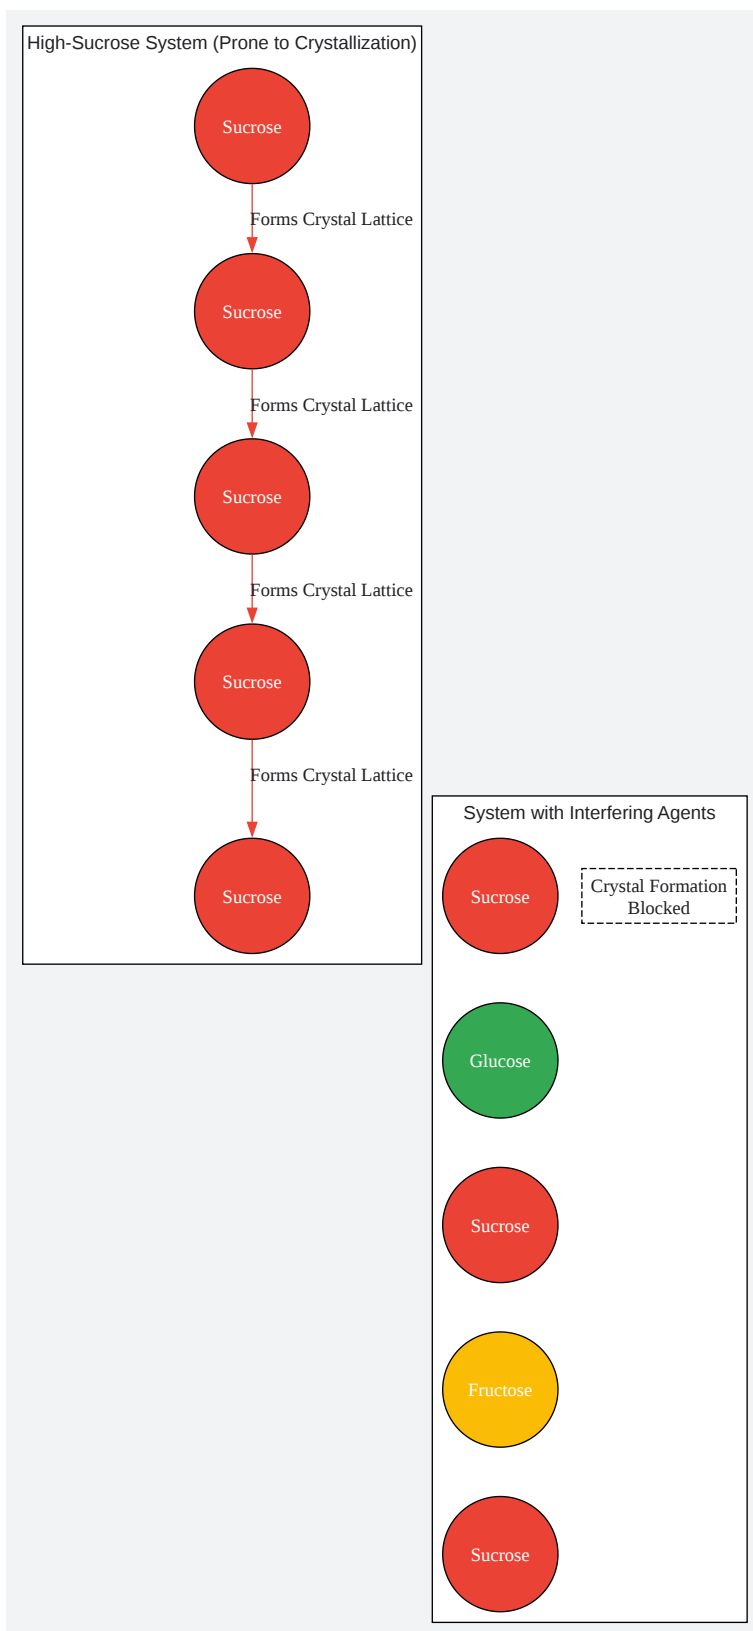 High-Sucrose System (Prone to Crystallization)
Sucrose
Forms Crystal Lattice
Sucrose
Forms Crystal Lattice
Sucrose
Forms Crystal Lattice
Sucrose
Forms Crystal Lattice
Sucrose
System with Interfering Agents
Sucrose
Crystal Formation
Blocked
Glucose
Sucrose
Fructose
Sucrose